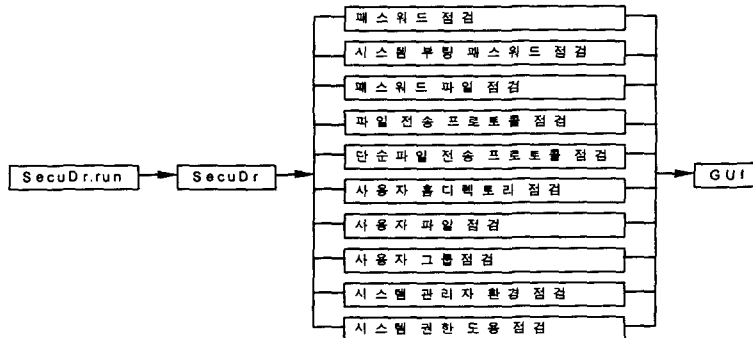 패스워드 점검
시스템 부팅 패스워드 점검
패스워드 파일 점검
파일 전송 프로토콜 점검
단순파일 전송 프로토콜 점검
사용자 홈디렉토리 점검
사용자 파일 점검
사용자 그룹점검
시스템 관리자 환경 점검
시스템 권한 도용 점검
SecuDr.run
SecuDr
GUI